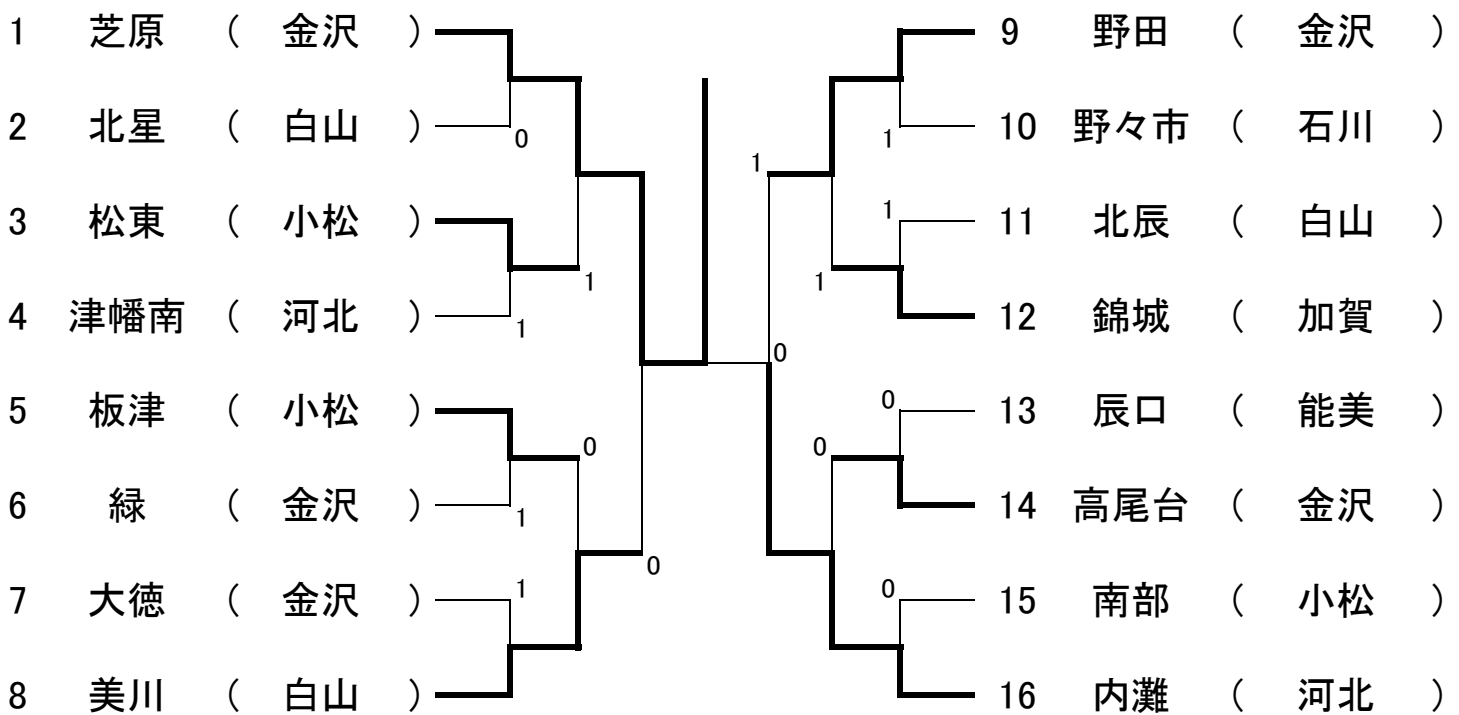 1 芝原 ( 金沢 )
2 北星 ( 白山 )
0
3 松東 ( 小松 )
1
4 津幡南 ( 河北 )
1
5 板津 ( 小松 )
0
6 緑 ( 金沢 )
1
0
7 大徳 ( 金沢 )
1
8 美川 ( 白山 )
9 野田 ( 金沢 )
10 野々市 ( 石川 )
1
1
11 北辰 ( 白山 )
1
1
12 錦城 ( 加賀 )
0
13 辰口 ( 能美 )
0
0
14 高尾台 ( 金沢 )
15 南部 ( 小松 )
0
16 内灘 ( 河北 )